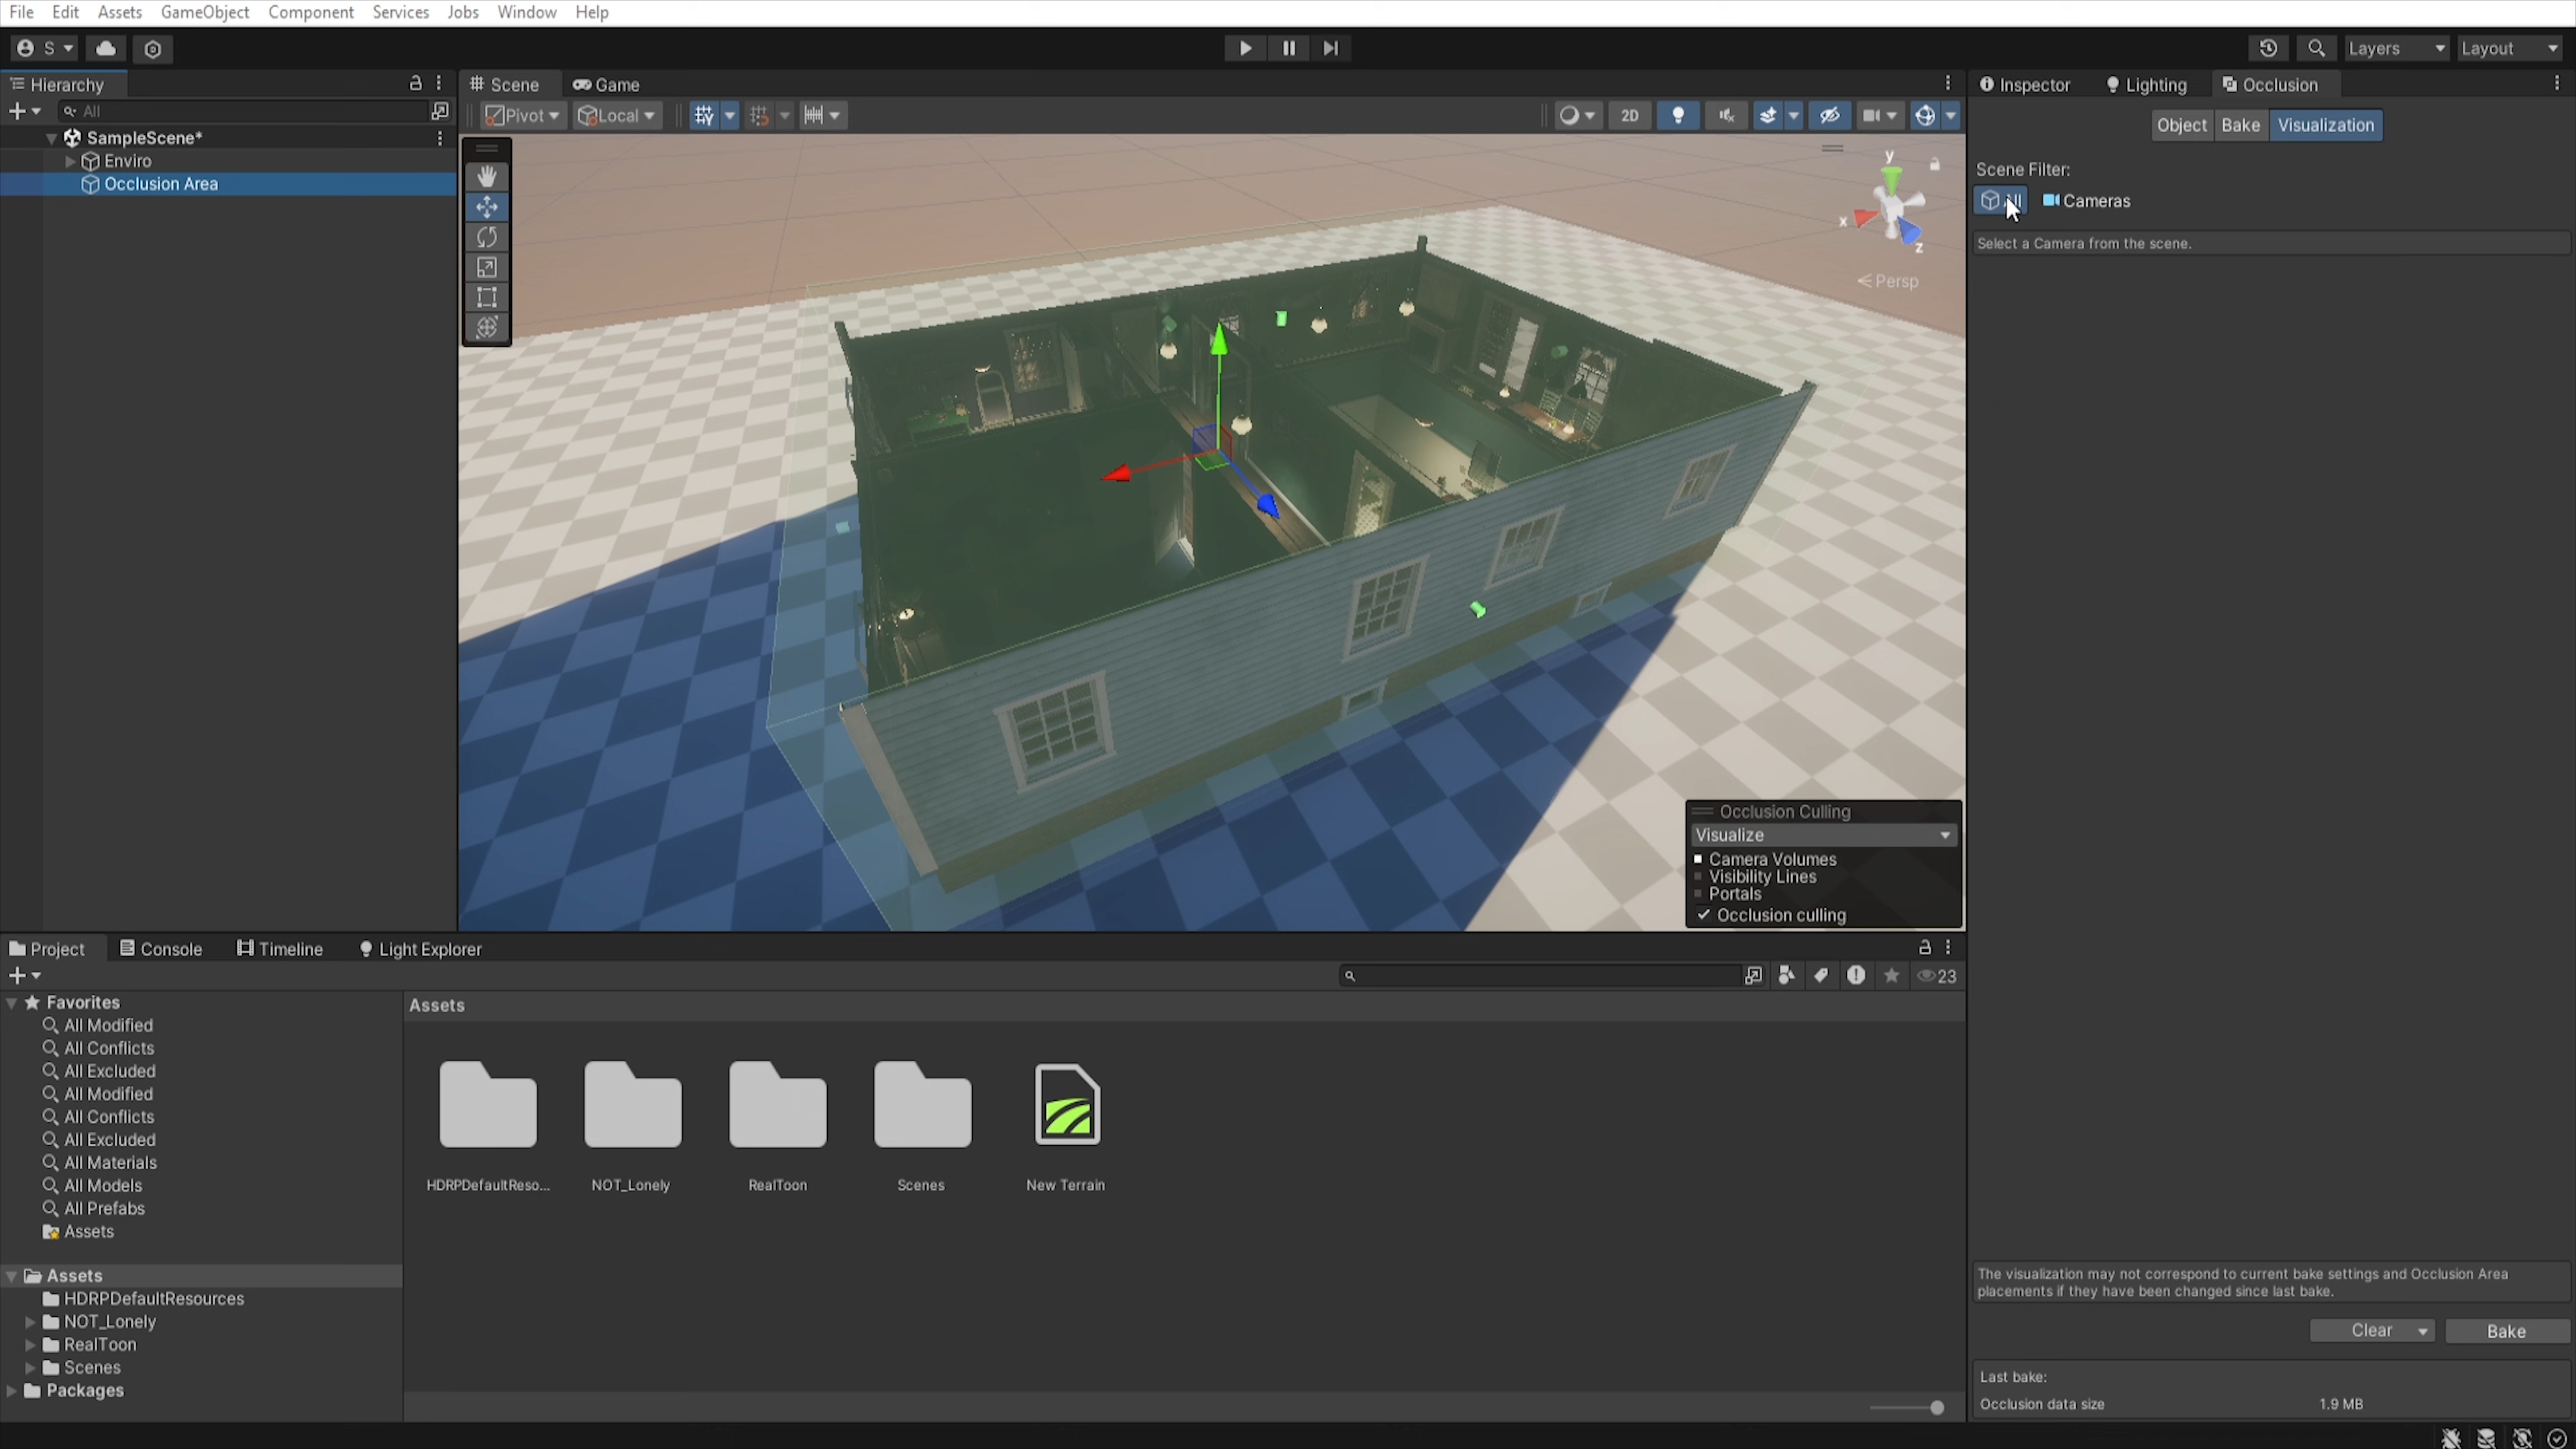 File Edit Assets GameObject Component Services Jobs Window Help
S
Layers Layout
Hierarchy
Scene Game
Inspector Lighting Occlusion
All
Pivot Local 2D
Object Bake Visualization
SampleScene*
Enviro
Occlusion Area
Scene Filter:
Cameras
Select a Camera from the scene.
y
x
z
Persp
Occlusion Culling
Visualize
Camera Volumes
Visibility Lines
Portals
Occlusion culling
Project Console Timeline Light Explorer
23
Favorites
All Modified
All Conflicts
All Excluded
All Modified
All Conflicts
All Excluded
All Materials
All Models
All Prefabs
Assets
Assets
HDRPDefaultResources
NOT_Lonely
RealToon
Scenes
Packages
Assets
HDRPDefaultReso... NOT_Lonely RealToon Scenes New Terrain
The visualization may not correspond to current bake settings and Occlusion Area
placements if they have been changed since last bake.
Clear Bake
Last bake:
Occlusion data size 1.9 MB